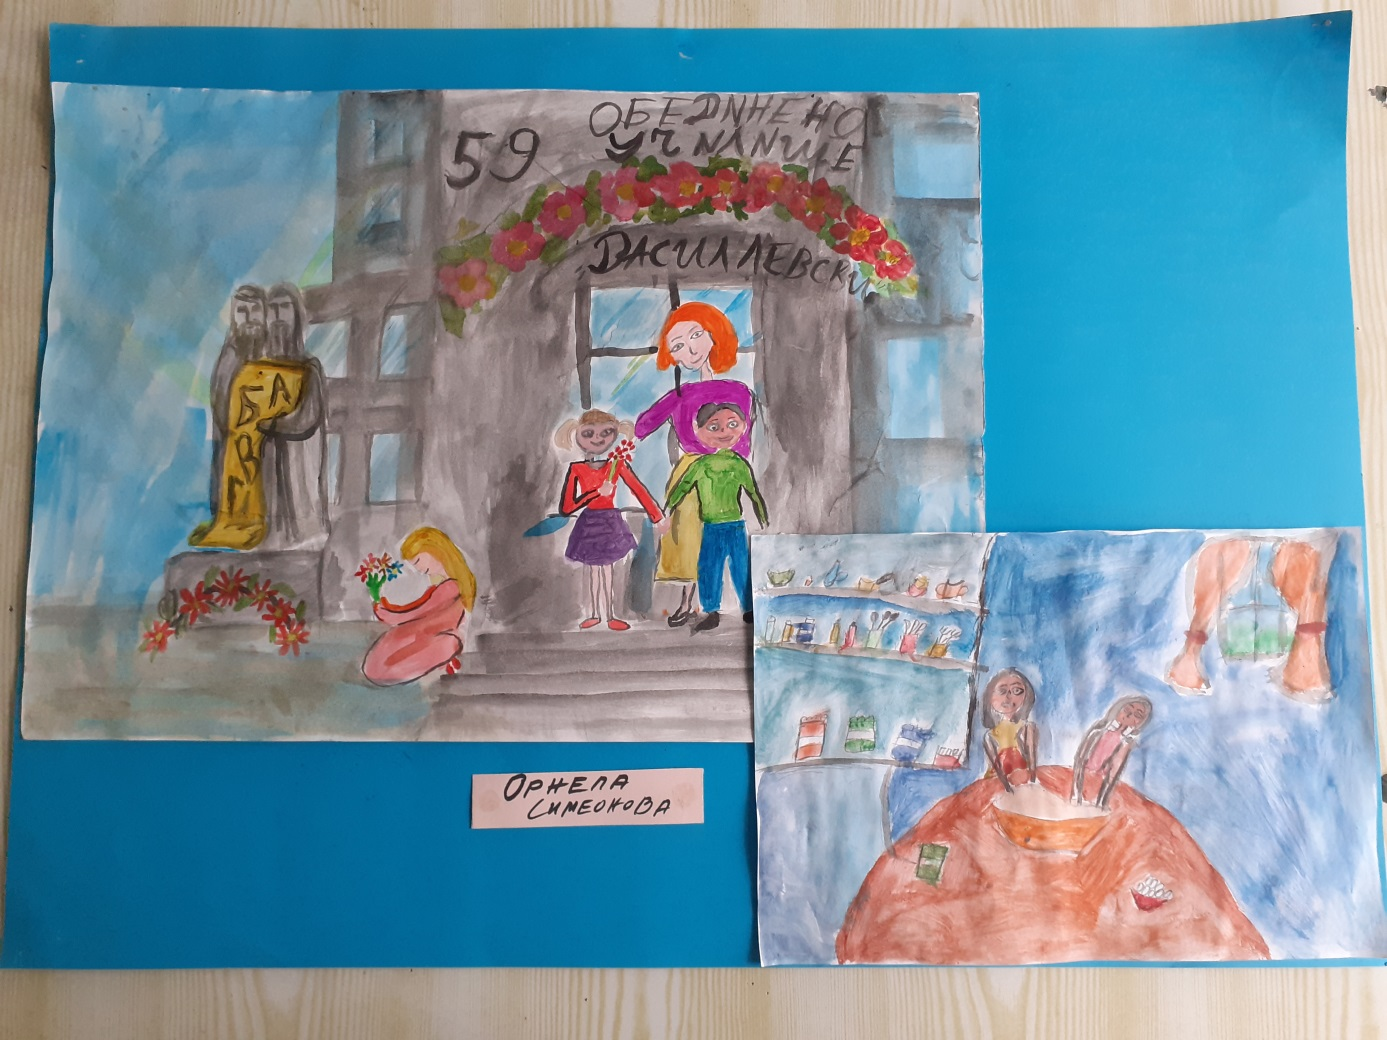 59 ОБЕДИНЕНО
УЧИЛИЩЕ
ВАСИЛ ЛЕВСКИ
Б А
В
Г
ОРНЕЛА
СИМЕОНОВА